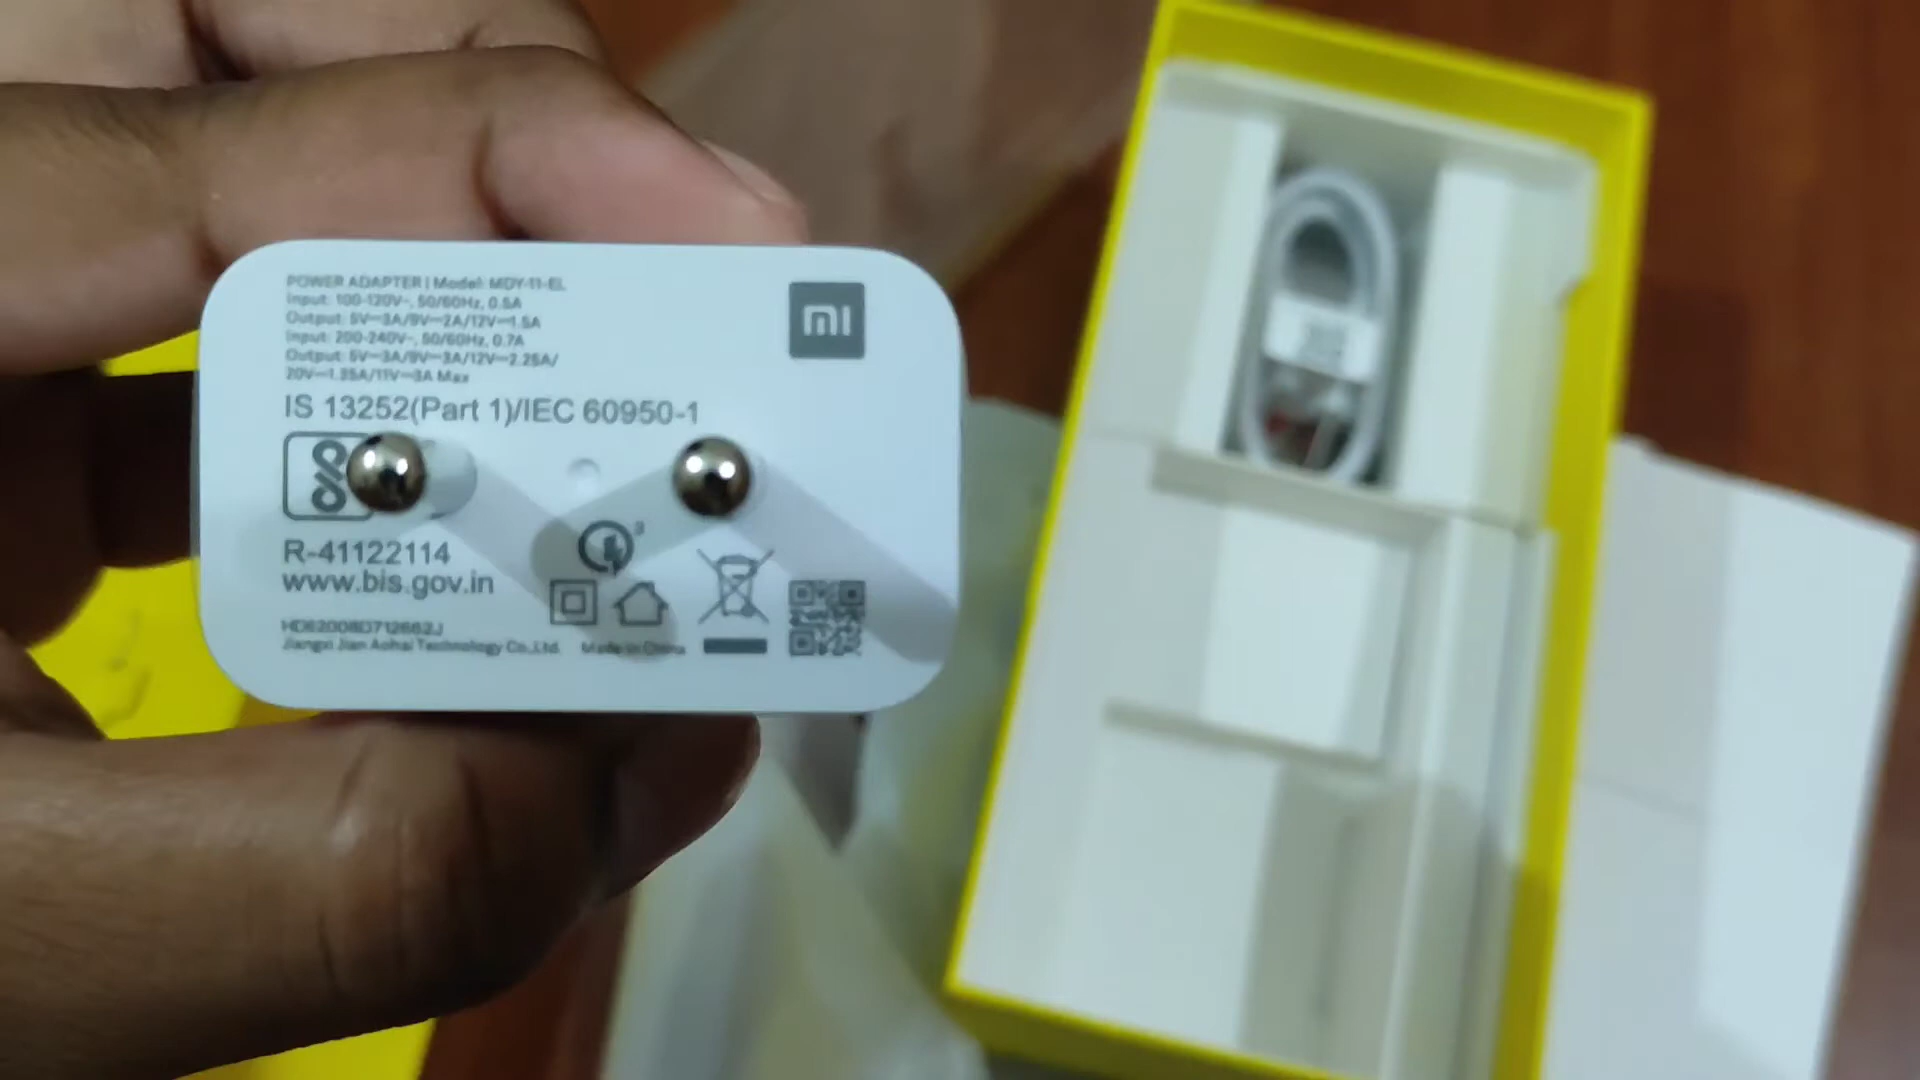 POWER ADAPTER | Model: MDY-11-EL
Input: 100-120V~, 50/60Hz, 0.5A
Output: 5V⎓3A/9V⎓2A/12V⎓1.5A
Input: 200-240V~, 50/60Hz, 0.7A
Output: 5V⎓3A/9V⎓3A/12V⎓2.25A/
20V⎓1.35A/11V⎓3A Max
mi
IS 13252(Part 1)/IEC 60950-1
3
R-41122114
www.bis.gov.in
Jiangxi Jian Aohai Technology Co.,Ltd. Made in China